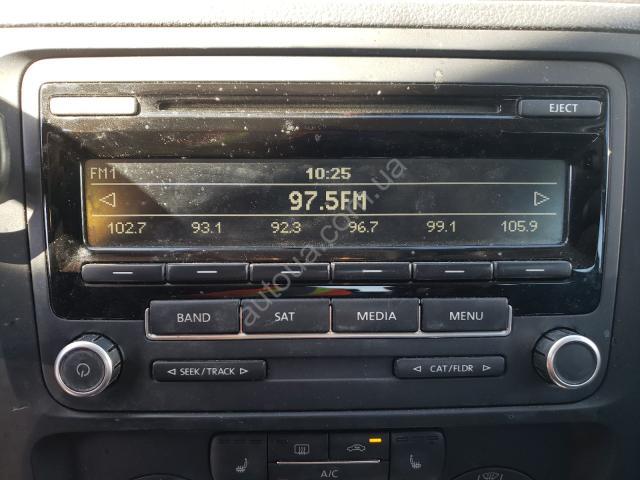 EJECT
FM1 10:25
97.5FM
102.7 93.1 92.3 96.7 99.1 105.9
BAND SAT MEDIA MENU
SEEK/TRACK CAT/FLDR
A/C
autoua.com.ua